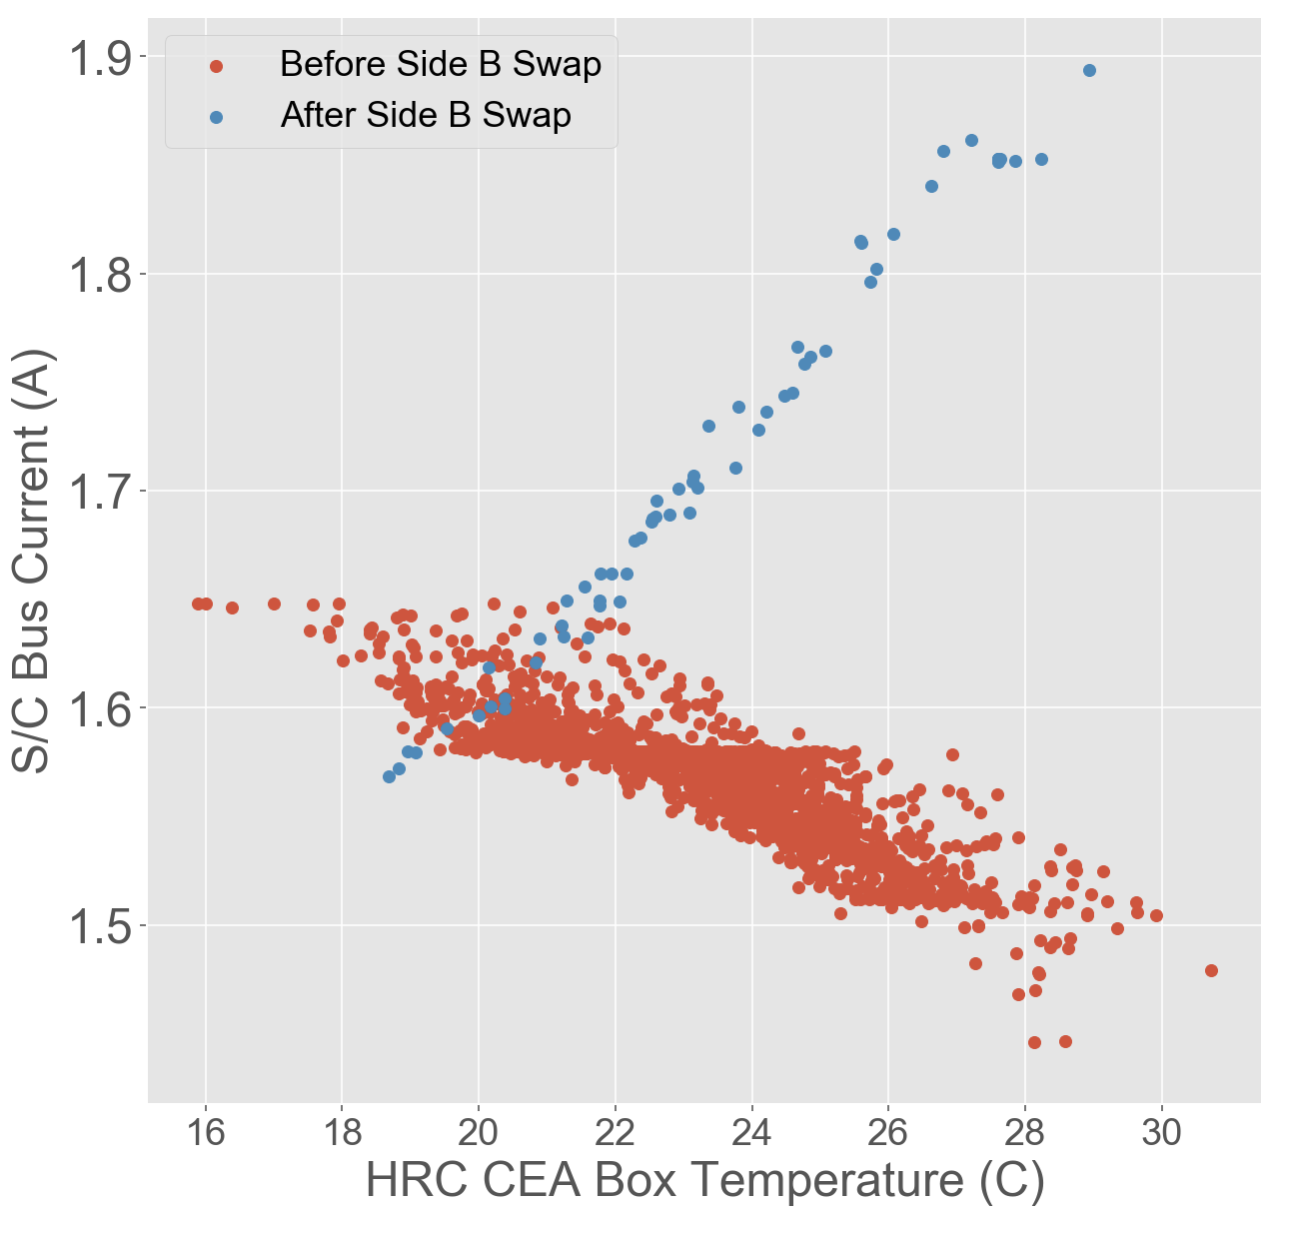 Before Side B Swap
After Side B Swap
1.9
1.8
1.7
1.6
1.5
S/C Bus Current (A)
16 18 20 22 24 26 28 30
HRC CEA Box Temperature (C)